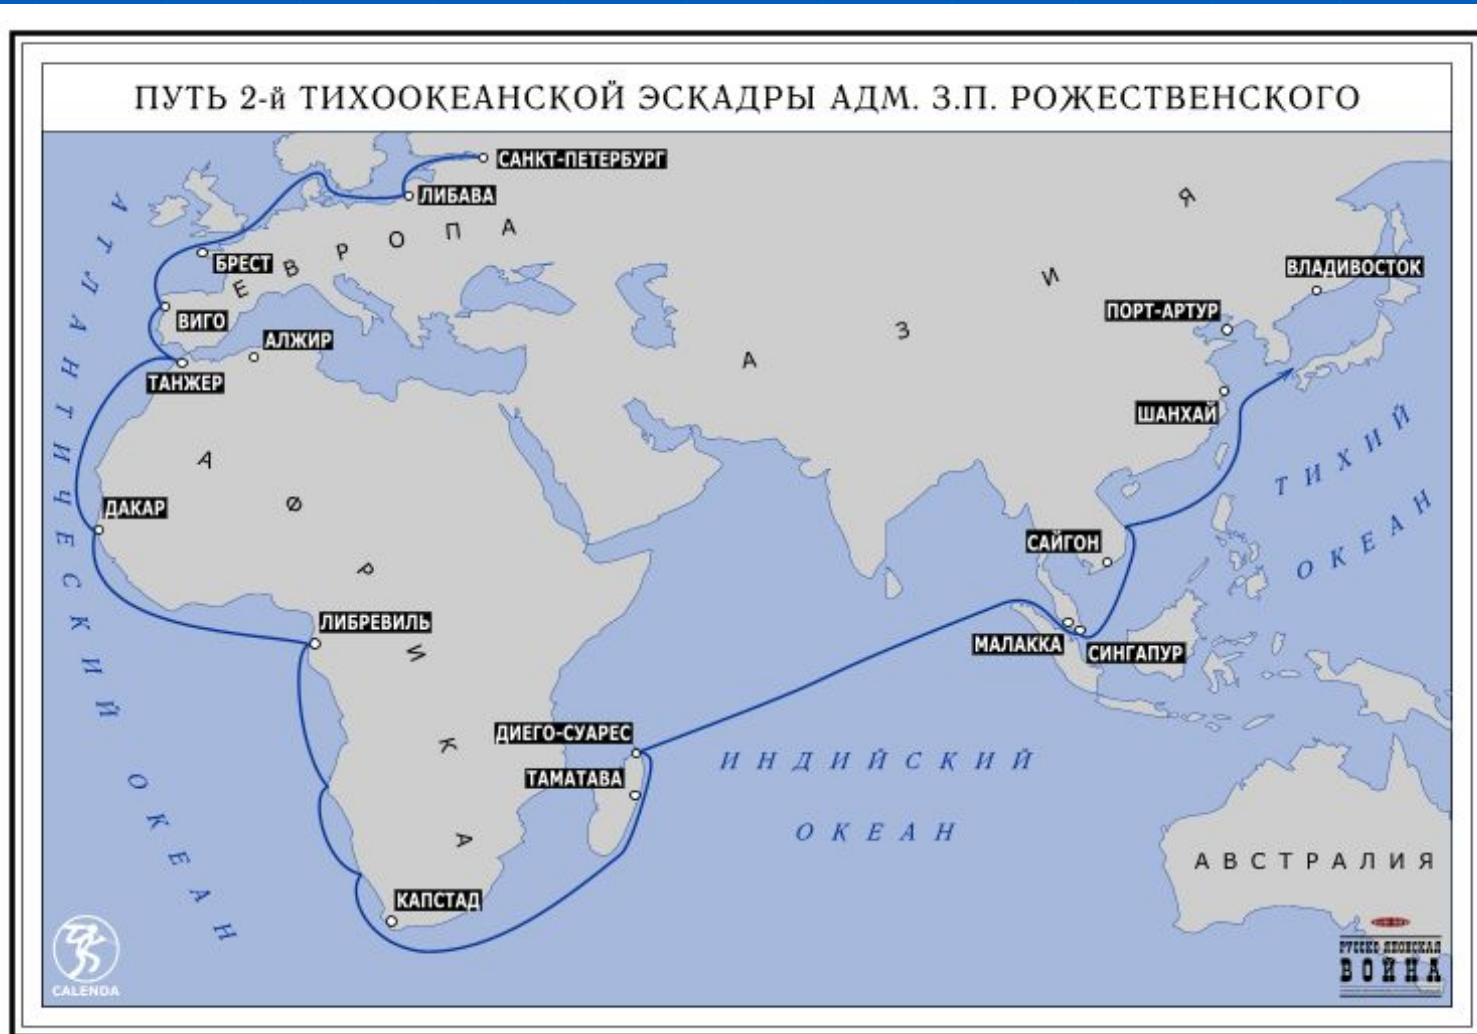 ПУТЬ 2-й ТИХООКЕАНСКОЙ ЭСКАДРЫ АДМ. З.П. РОЖЕСТВЕНСКОГО
САНКТ-ПЕТЕРБУРГ
ЛИБАВА
ЕВРОПА
БРЕСТ
ВИГО
АЛЖИР
ТАНЖЕР
АЗИЯ
ВЛАДИВОСТОК
ПОРТ-АРТУР
ШАНХАЙ
АТЛАНТИЧЕСКИЙ ОКЕАН
ТИХИЙ
ОКЕАН
АФРИКА
ДАКАР
САЙГОН
ЛИБРЕВИЛЬ
МАЛАККА
СИНГАПУР
ДИЕГО-СУАРЕС
ТАМАТАВА
ИНДИЙСКИЙ
ОКЕАН
АВСТРАЛИЯ
КАПСТАД
CALENDA
РУССКО ЯПОНСКАЯ
ВОЙНА